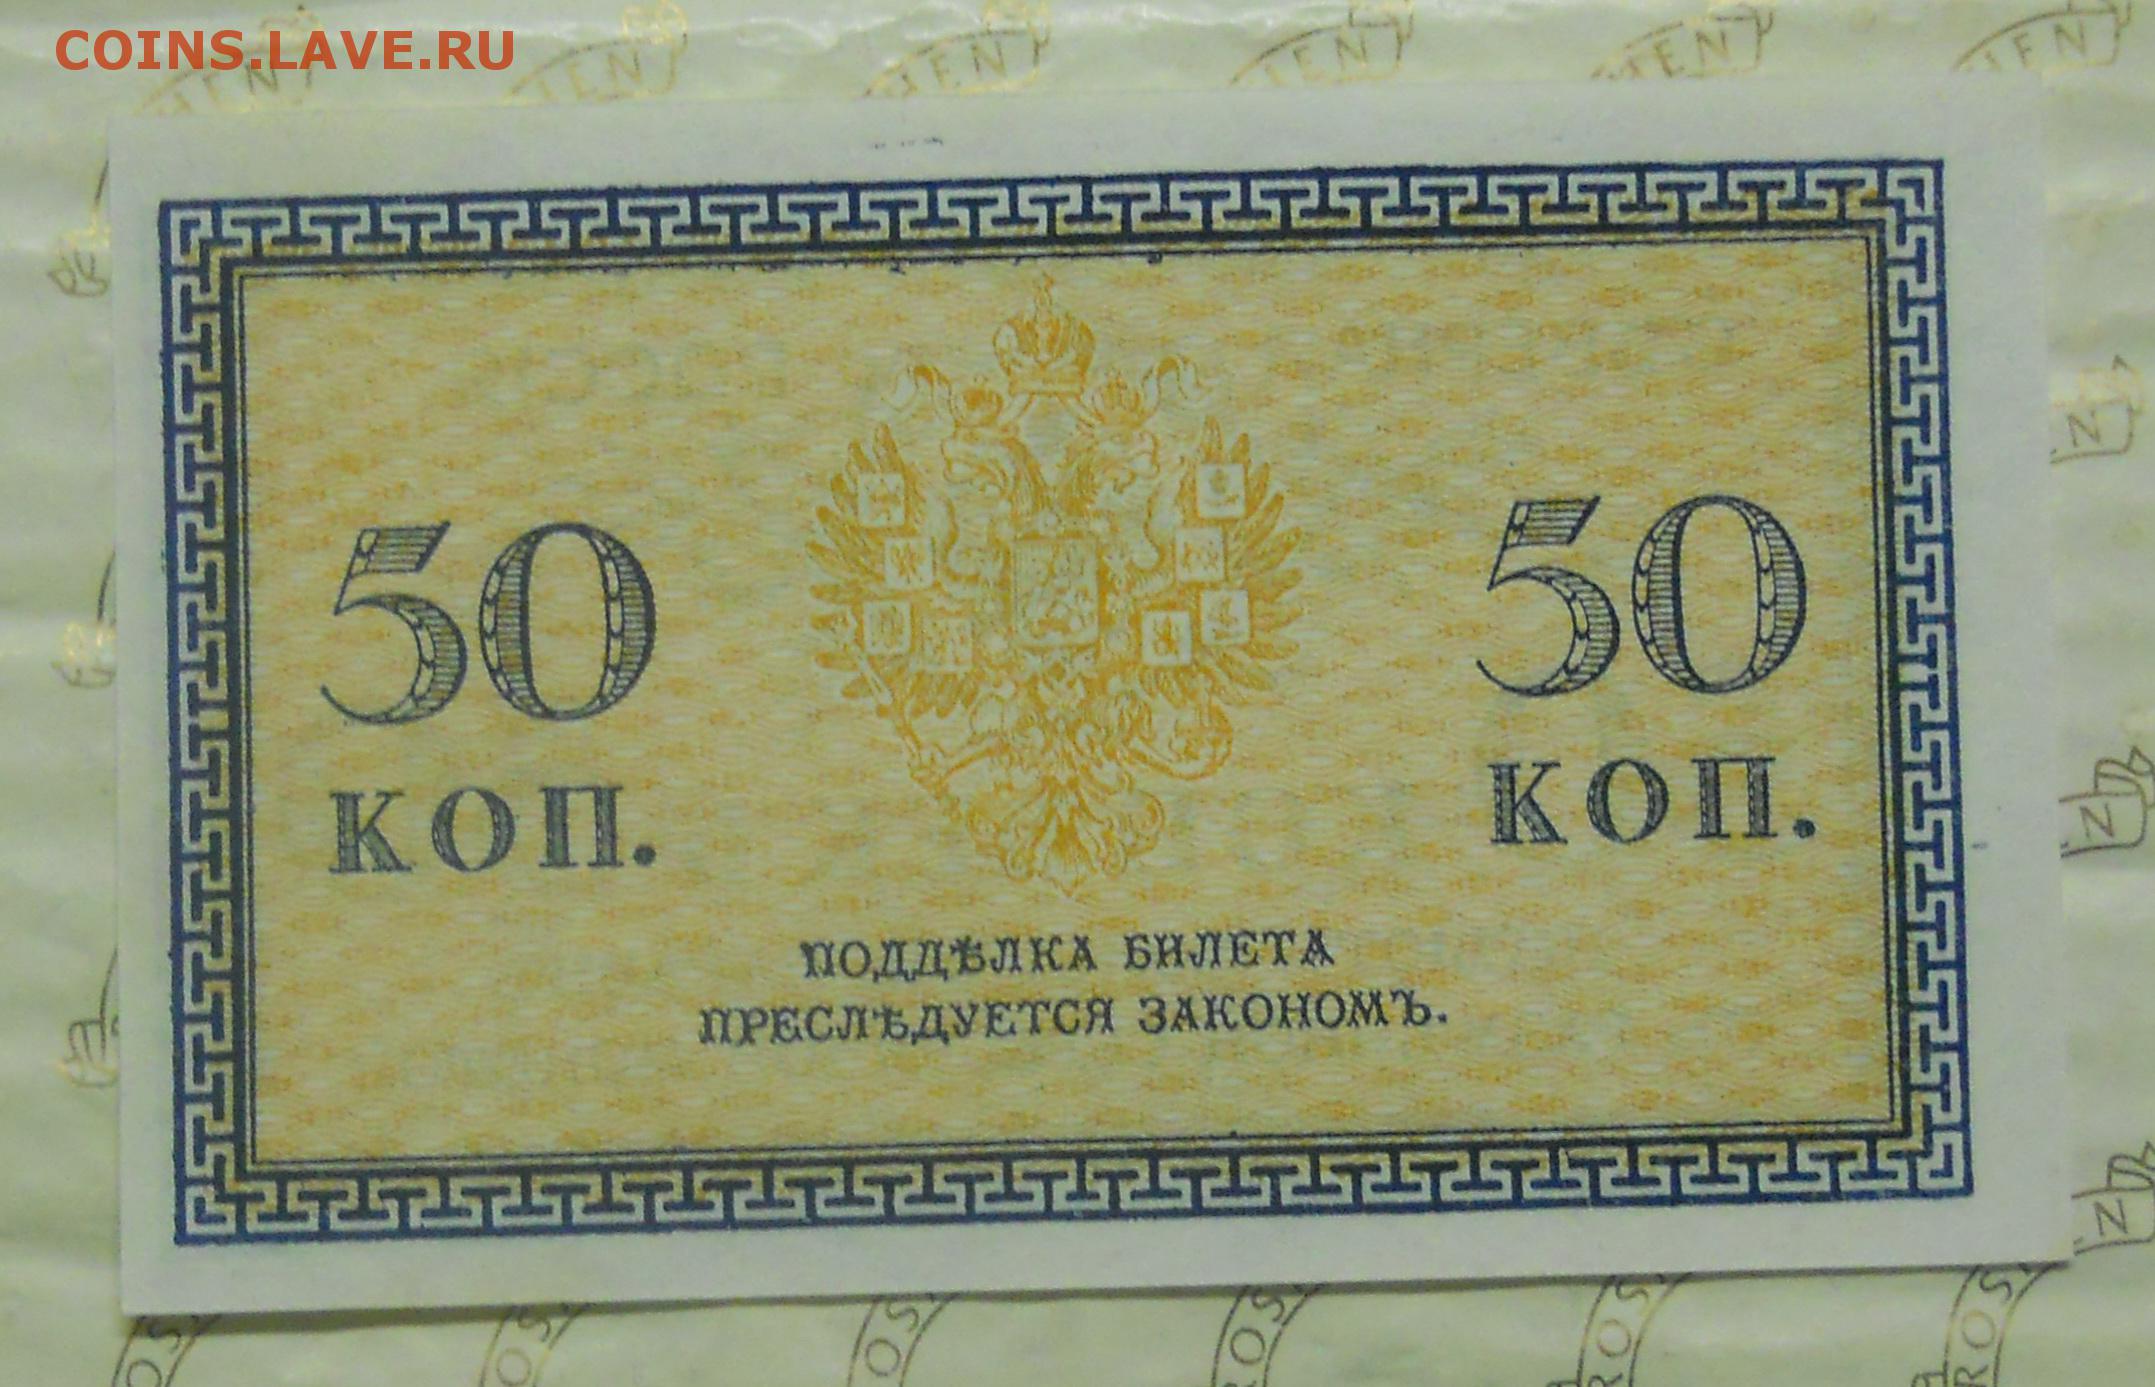 COINS.LAVE.RU
50
КОП.
50
КОП.
ПОДДѢЛКА БИЛЕТА
ПРЕСЛѢДУЕТСЯ ЗАКОНОМЪ.